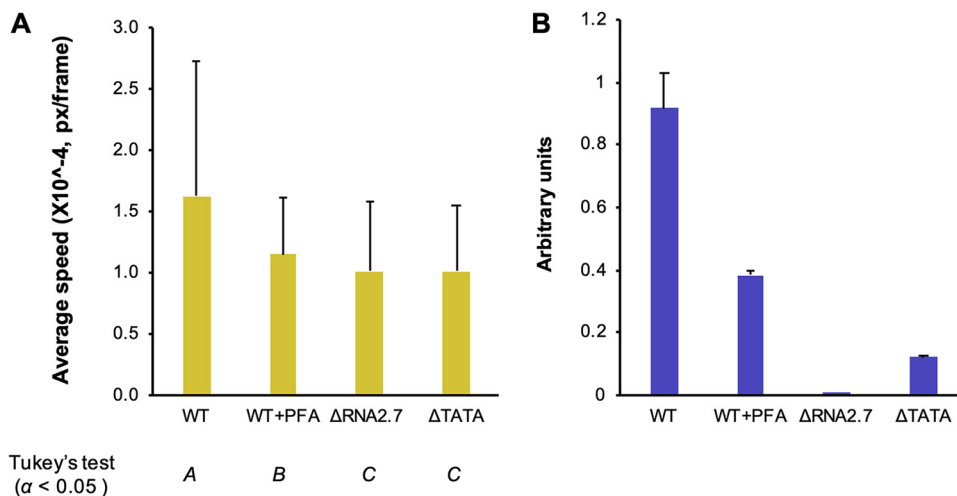 A
Average speed (X10^-4, px/frame)
3.0
2.5
2.0
1.5
1.0
0.5
0.0
WT
WT+PFA
ΔRNA2.7
ΔTATA
Tukey's test
(α < 0.05 )
A
B
C
C
B
Arbitrary units
1.2
1
0.8
0.6
0.4
0.2
0
WT
WT+PFA
ΔRNA2.7
ΔTATA